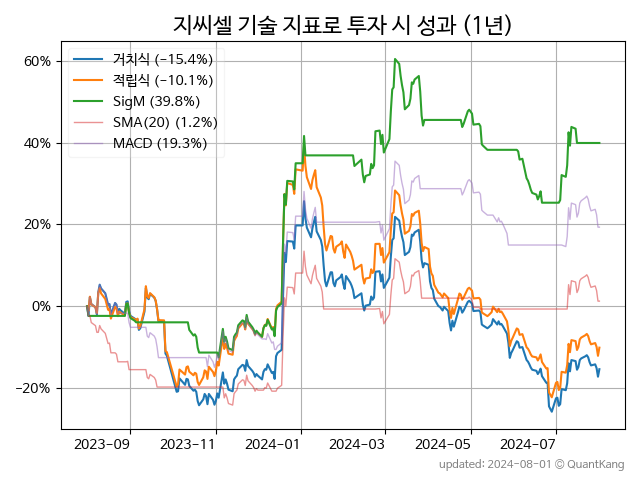 지씨셀 기술 지표로 투자 시 성과 (1년)
60%
40%
20%
0%
−20%
거치식 (−15.4%)
적립식 (−10.1%)
SigM (39.8%)
SMA(20) (1.2%)
MACD (19.3%)
2023−09
2023−11
2024−01
2024−03
2024−05
2024−07
updated: 2024−08−01 © QuantKang